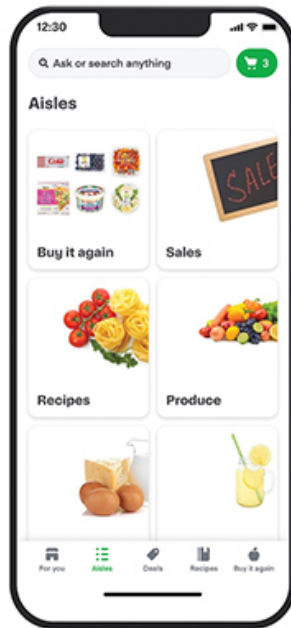 12:30
Ask or search anything
3
Aisles
Buy it again
Sales
SALE
Recipes
Produce
For you
Aisles
Deals
Recipes
Buy it again